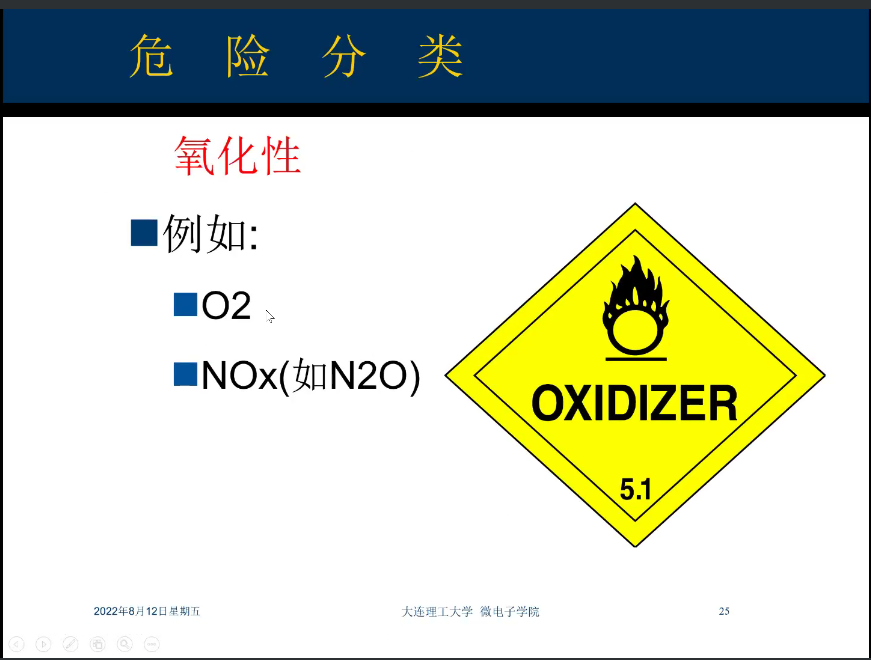 危 险 分 类
氧化性
例如:
O2
NOx(如N2O)
OXIDIZER
5.1
2022年8月12日星期五
大连理工大学 微电子学院
25